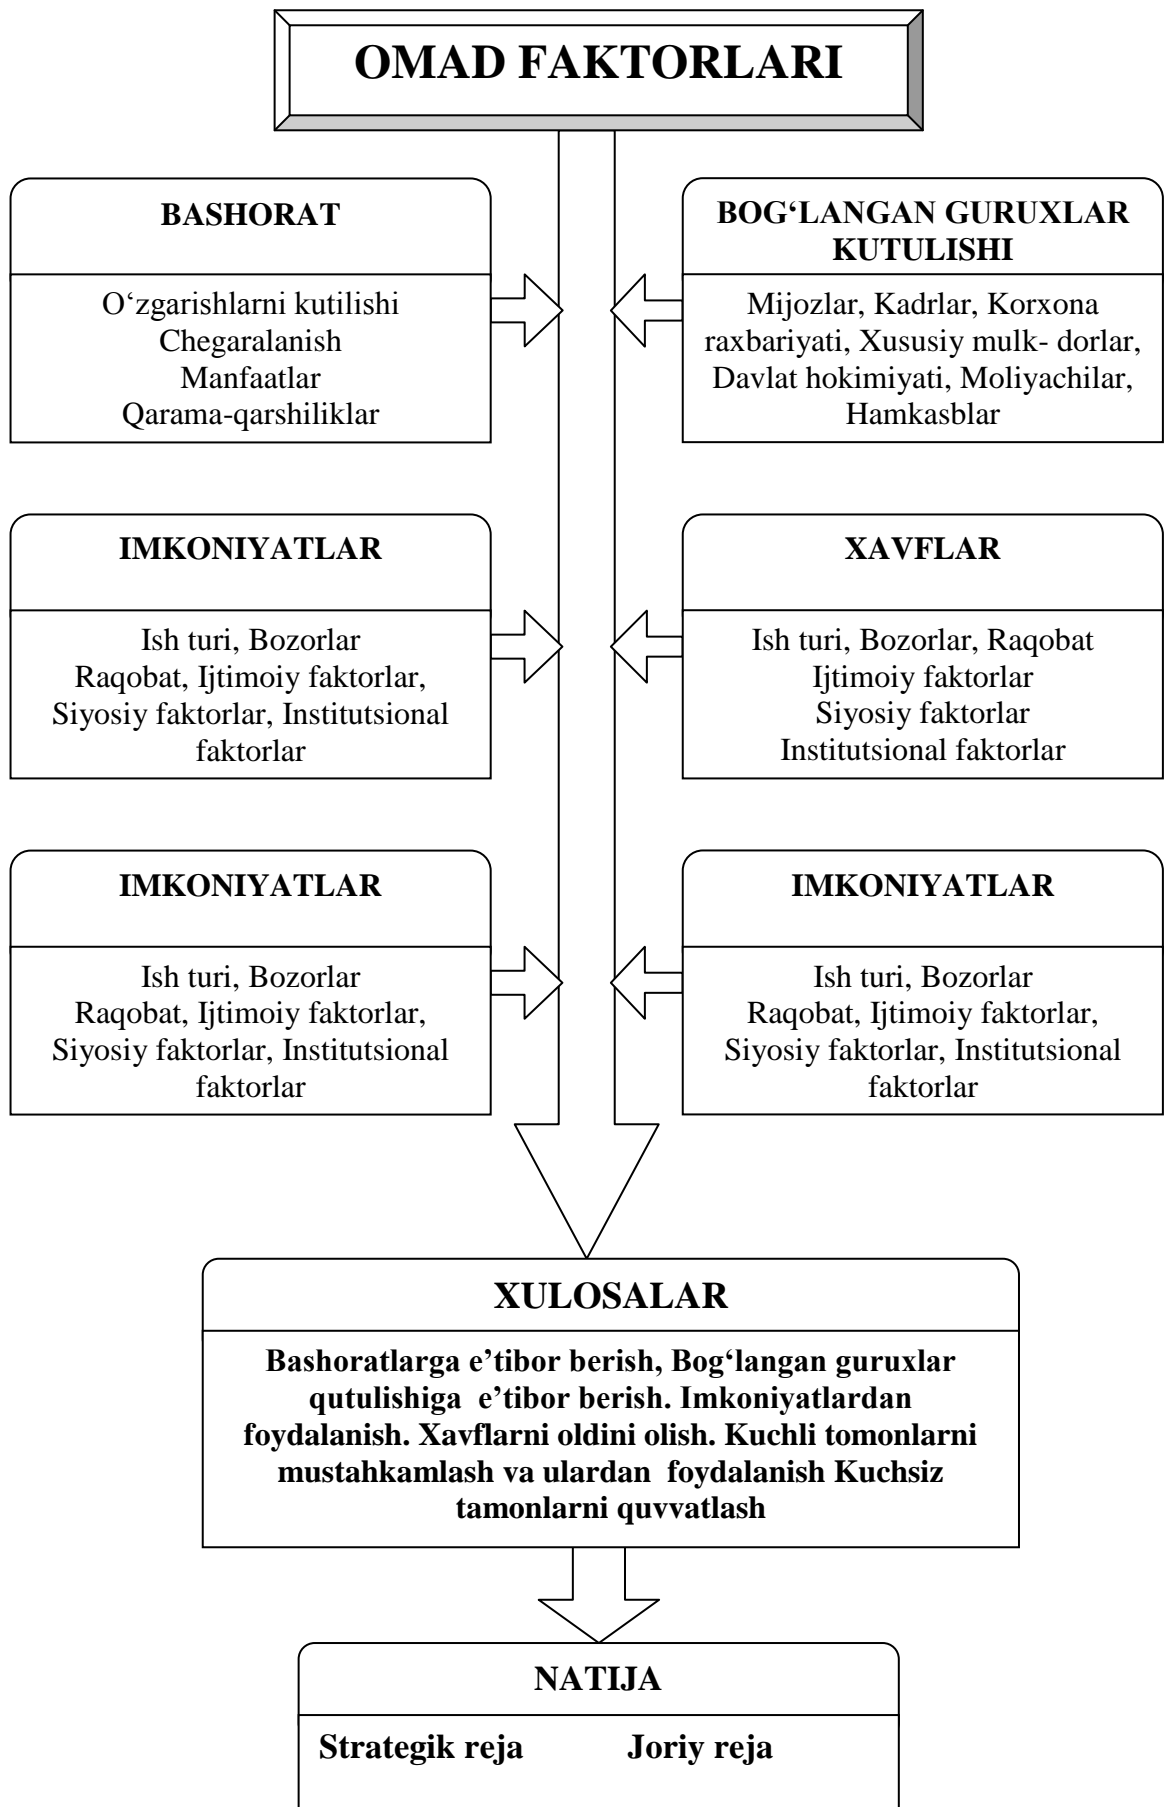 OMAD FAKTORLARI
BASHORAT
O‘zgarishlarni kutilishi
Chegaralanish
Manfaatlar
Qarama-qarshiliklar
BOG‘LANGAN GURUXLAR
KUTULISHI
Mijozlar, Kadrlar, Korxona
raxbariyati, Xususiy mulk- dorlar,
Davlat hokimiyati, Moliyachilar,
Hamkasblar
IMKONIYATLAR
Ish turi, Bozorlar
Raqobat, Ijtimoiy faktorlar,
Siyosiy faktorlar, Institutsional
faktorlar
XAVFLAR
Ish turi, Bozorlar, Raqobat
Ijtimoiy faktorlar
Siyosiy faktorlar
Institutsional faktorlar
IMKONIYATLAR
Ish turi, Bozorlar
Raqobat, Ijtimoiy faktorlar,
Siyosiy faktorlar, Institutsional
faktorlar
IMKONIYATLAR
Ish turi, Bozorlar
Raqobat, Ijtimoiy faktorlar,
Siyosiy faktorlar, Institutsional
faktorlar
XULOSALAR
Bashoratlarga e’tibor berish, Bog‘langan guruxlar
qutulishiga e’tibor berish. Imkoniyatlardan
foydalanish. Xavflarni oldini olish. Kuchli tomonlarni
mustahkamlash va ulardan foydalanish Kuchsiz
tamonlarni quvvatlash
NATIJA
Strategik reja Joriy reja